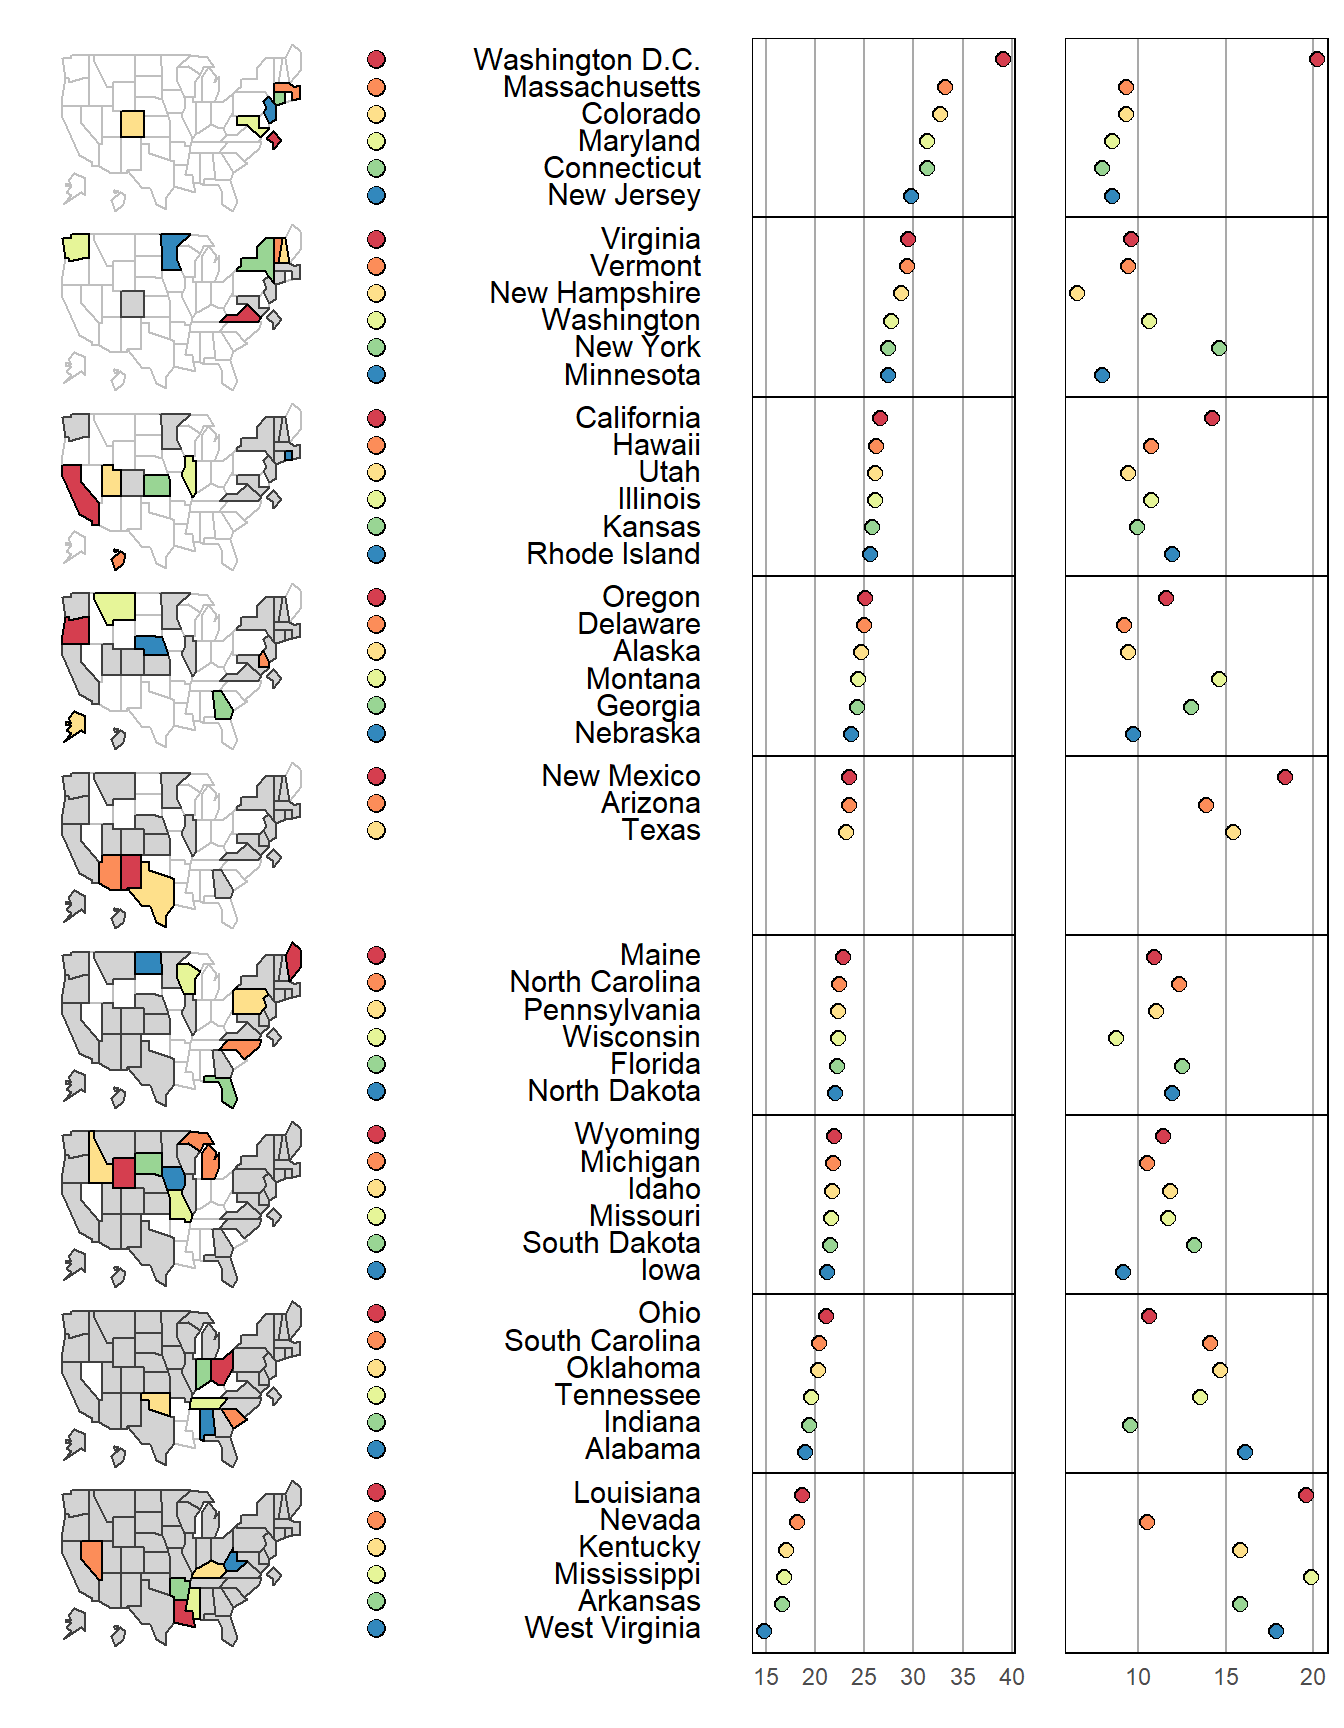 Washington D.C.
Massachusetts
Colorado
Maryland
Connecticut
New Jersey
Virginia
Vermont
New Hampshire
Washington
New York
Minnesota
California
Hawaii
Utah
Illinois
Kansas
Rhode Island
Oregon
Delaware
Alaska
Montana
Georgia
Nebraska
New Mexico
Arizona
Texas
Maine
North Carolina
Pennsylvania
Wisconsin
Florida
North Dakota
Wyoming
Michigan
Idaho
Missouri
South Dakota
Iowa
Ohio
South Carolina
Oklahoma
Tennessee
Indiana
Alabama
Louisiana
Nevada
Kentucky
Mississippi
Arkansas
West Virginia
15 20 25 30 35 40 10 15 20